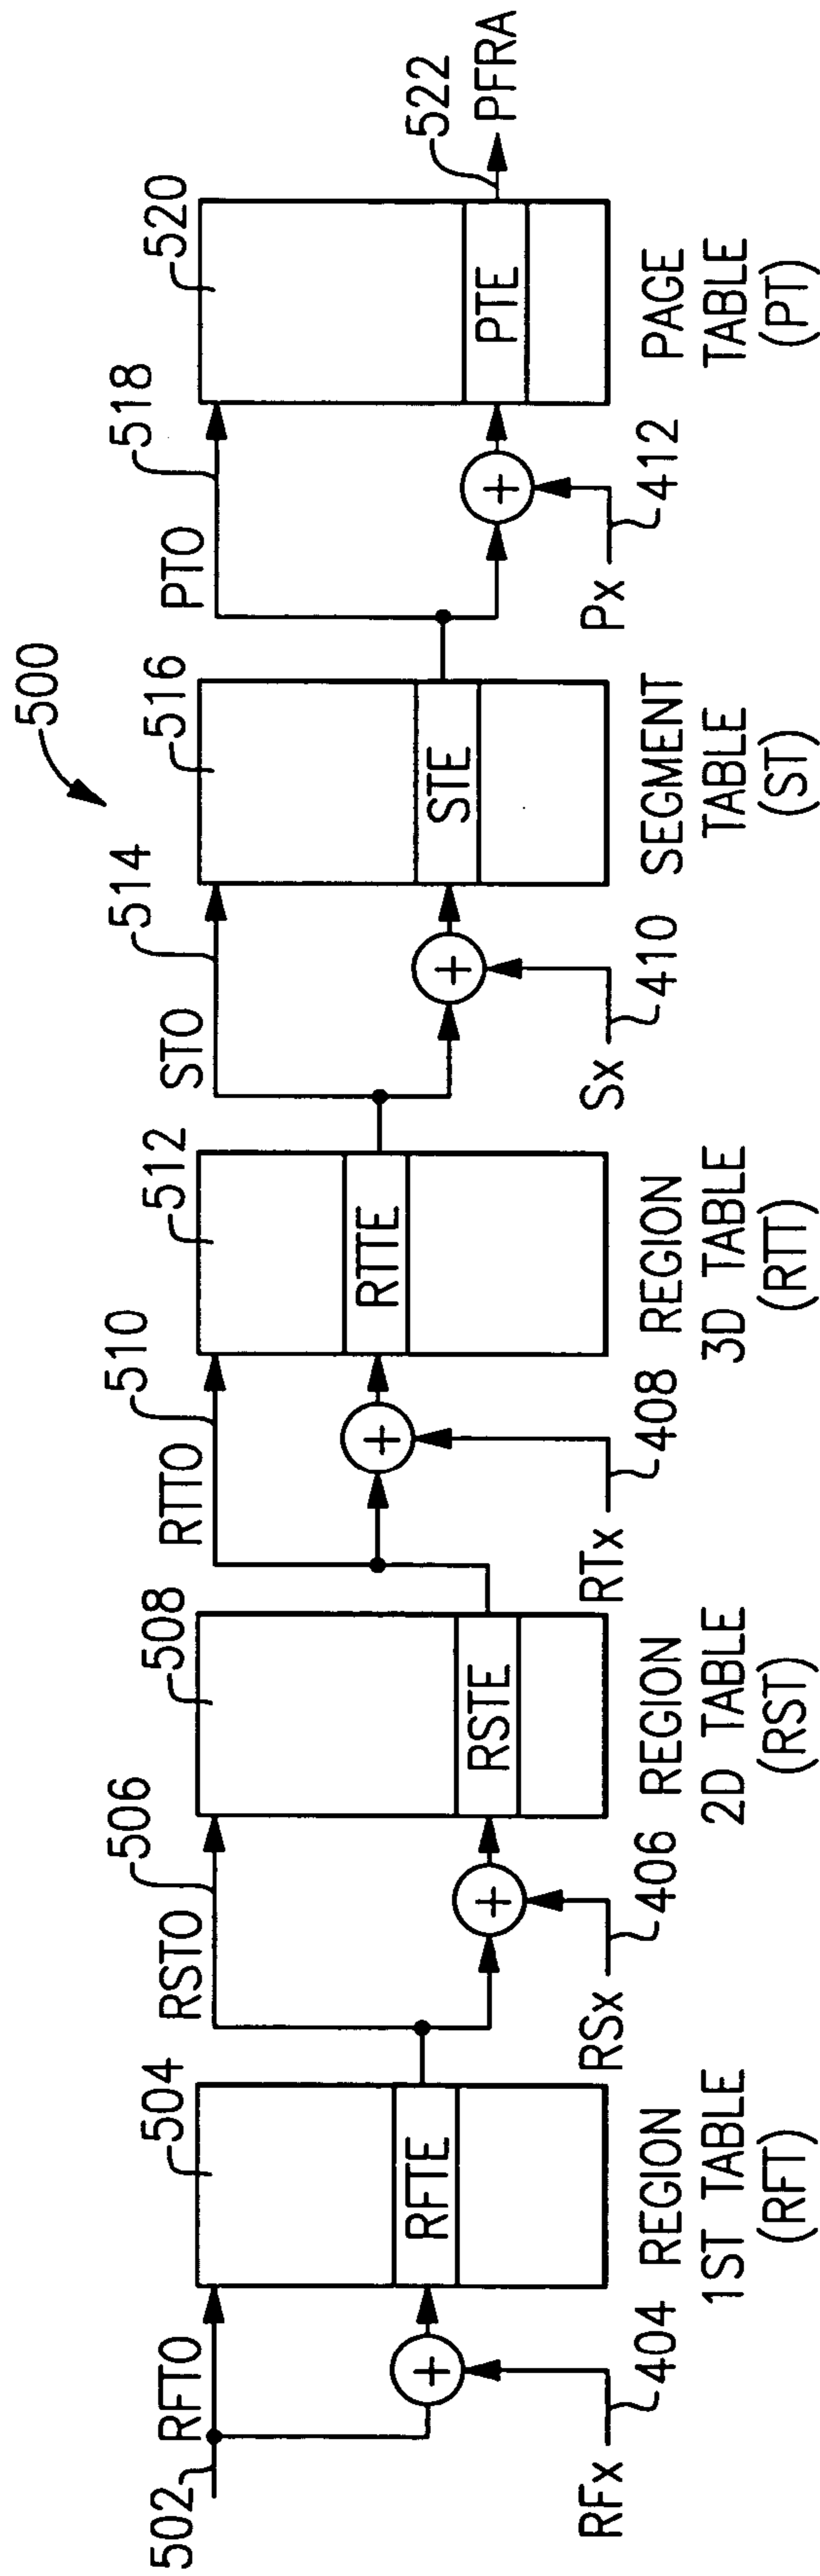 500
502
RFTO
504
RSTO
506
508
RTTO
510
512
STO
514
516
PTO
518
520
522
PFRA
RFTE
RSTE
RTTE
STE
PTE
+
+
+
+
+
RFx
404
RSx
406
RTx
408
Sx
410
Px
412
REGION
1ST TABLE
(RFT)
REGION
2D TABLE
(RST)
REGION
3D TABLE
(RTT)
SEGMENT
TABLE
(ST)
PAGE
TABLE
(PT)